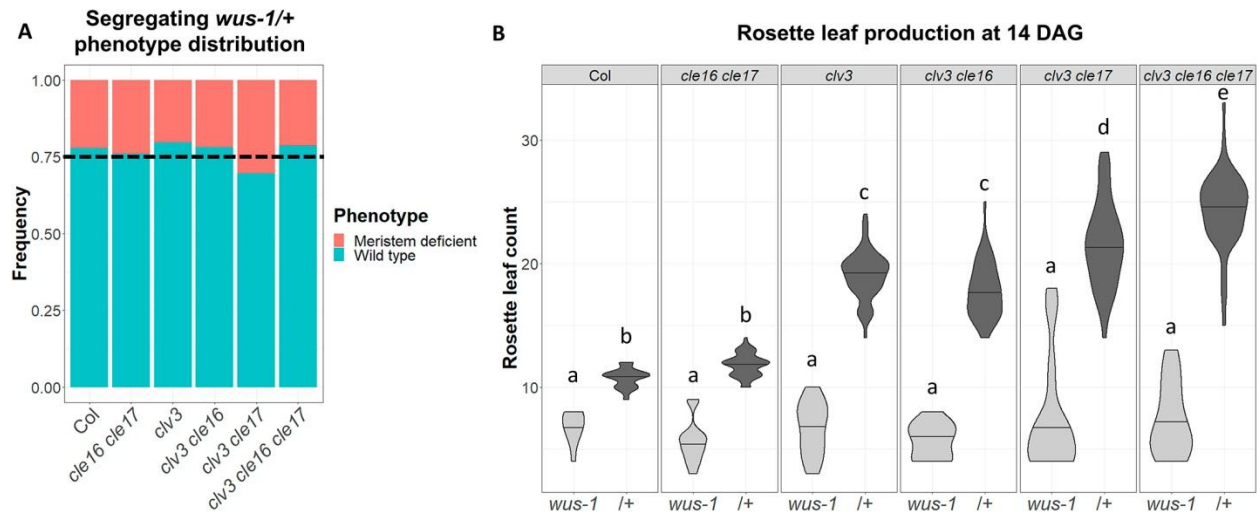 A
Segregating wus-1/+
phenotype distribution
Frequency
1.00
0.75
0.50
0.25
0.00
Col
cle16 cle17
clv3
clv3 cle16
clv3 cle17
clv3 cle16 cle17
Phenotype
Meristem deficient
Wild type
B
Rosette leaf production at 14 DAG
Rosette leaf count
30
20
10
Col
cle16 cle17
clv3
clv3 cle16
clv3 cle17
clv3 cle16 cle17
a b
a b
a c
a c
a d
a e
wus-1 /+
wus-1 /+
wus-1 /+
wus-1 /+
wus-1 /+
wus-1 /+